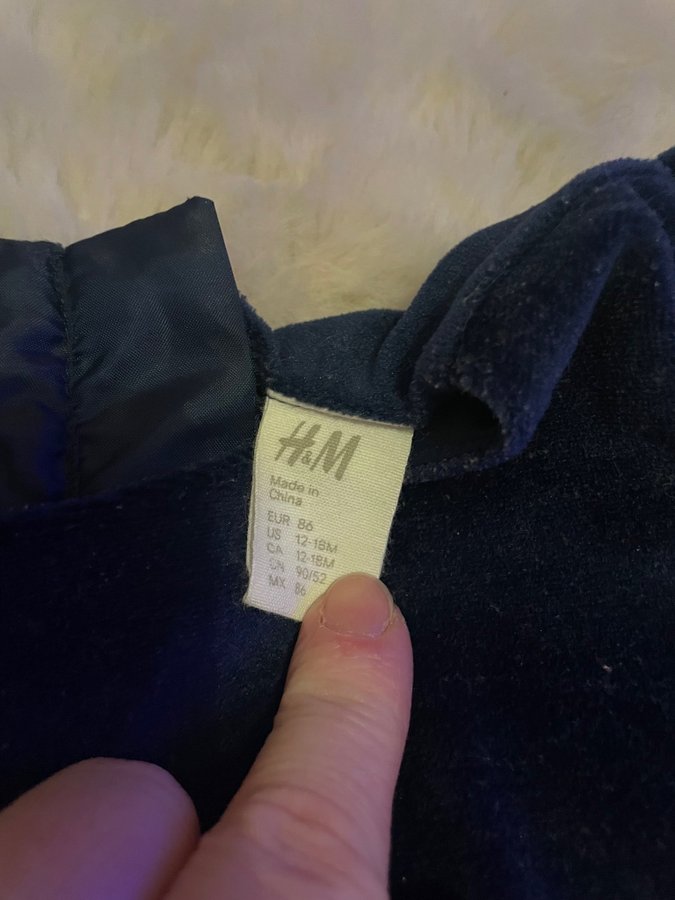 H&M
Made in
China
EUR 86
US 12-18M
CA 12-18M
CN 90/52
MX 86